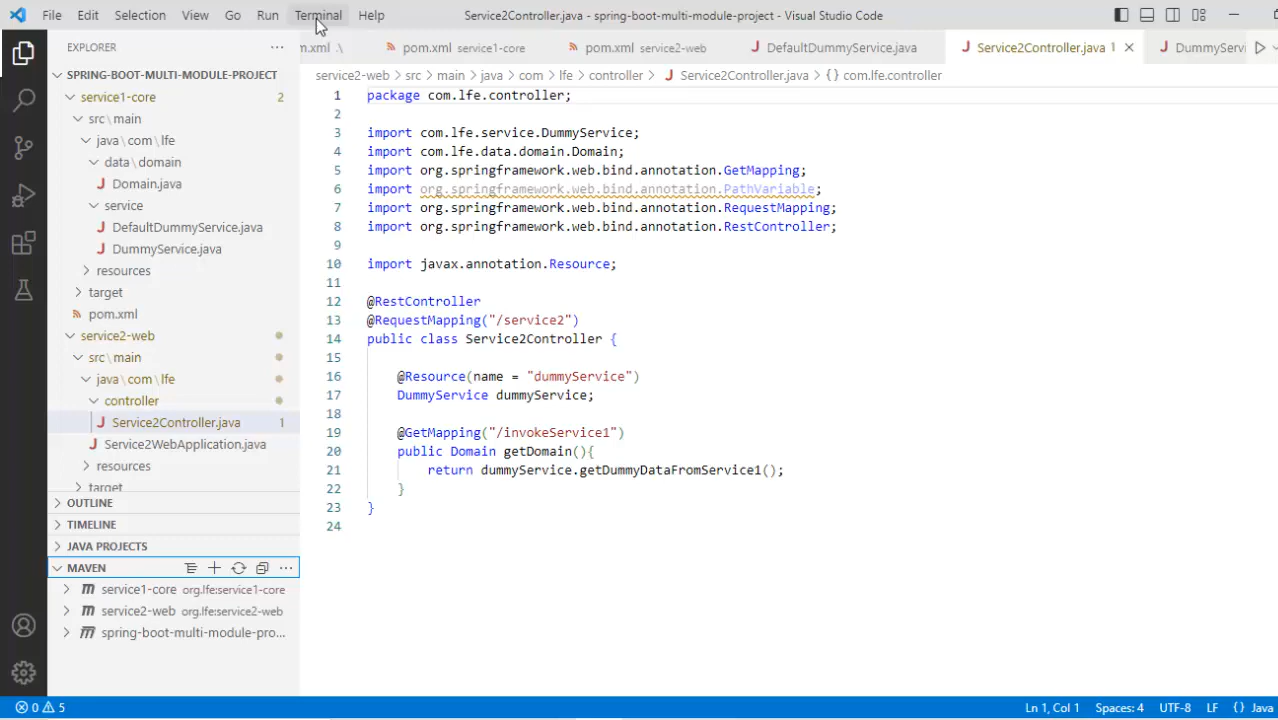 File Edit Selection View Go Run Terminal Help
Service2Controller.java - spring-boot-multi-module-project - Visual Studio Code
EXPLORER
SPRING-BOOT-MULTI-MODULE-PROJECT
service1-core 2
src\main
java\com\lfe
data\domain
Domain.java
service
DefaultDummyService.java
DummyService.java
resources
target
pom.xml
service2-web
src\main
java\com\lfe
controller
Service2Controller.java 1
Service2WebApplication.java
resources
target
OUTLINE
TIMELINE
JAVA PROJECTS
MAVEN
service1-core org.lfe:service1-core
service2-web org.lfe:service2-web
spring-boot-multi-module-pro...
m.xml .\
pom.xml service1-core
pom.xml service2-web
DefaultDummyService.java
Service2Controller.java 1
DummyServi
service2-web > src > main > java > com > lfe > controller > Service2Controller.java > {} com.lfe.controller
1 package com.lfe.controller;
2
3 import com.lfe.service.DummyService;
4 import com.lfe.data.domain.Domain;
5 import org.springframework.web.bind.annotation.GetMapping;
6 import org.springframework.web.bind.annotation.PathVariable;
7 import org.springframework.web.bind.annotation.RequestMapping;
8 import org.springframework.web.bind.annotation.RestController;
9
10 import javax.annotation.Resource;
11
12 @RestController
13 @RequestMapping("/service2")
14 public class Service2Controller {
15
16 @Resource(name = "dummyService")
17 DummyService dummyService;
18
19 @GetMapping("/invokeService1")
20 public Domain getDomain(){
21 return dummyService.getDummyDataFromService1();
22 }
23 }
24
0 5
Ln 1, Col 1 Spaces: 4 UTF-8 LF {} Java